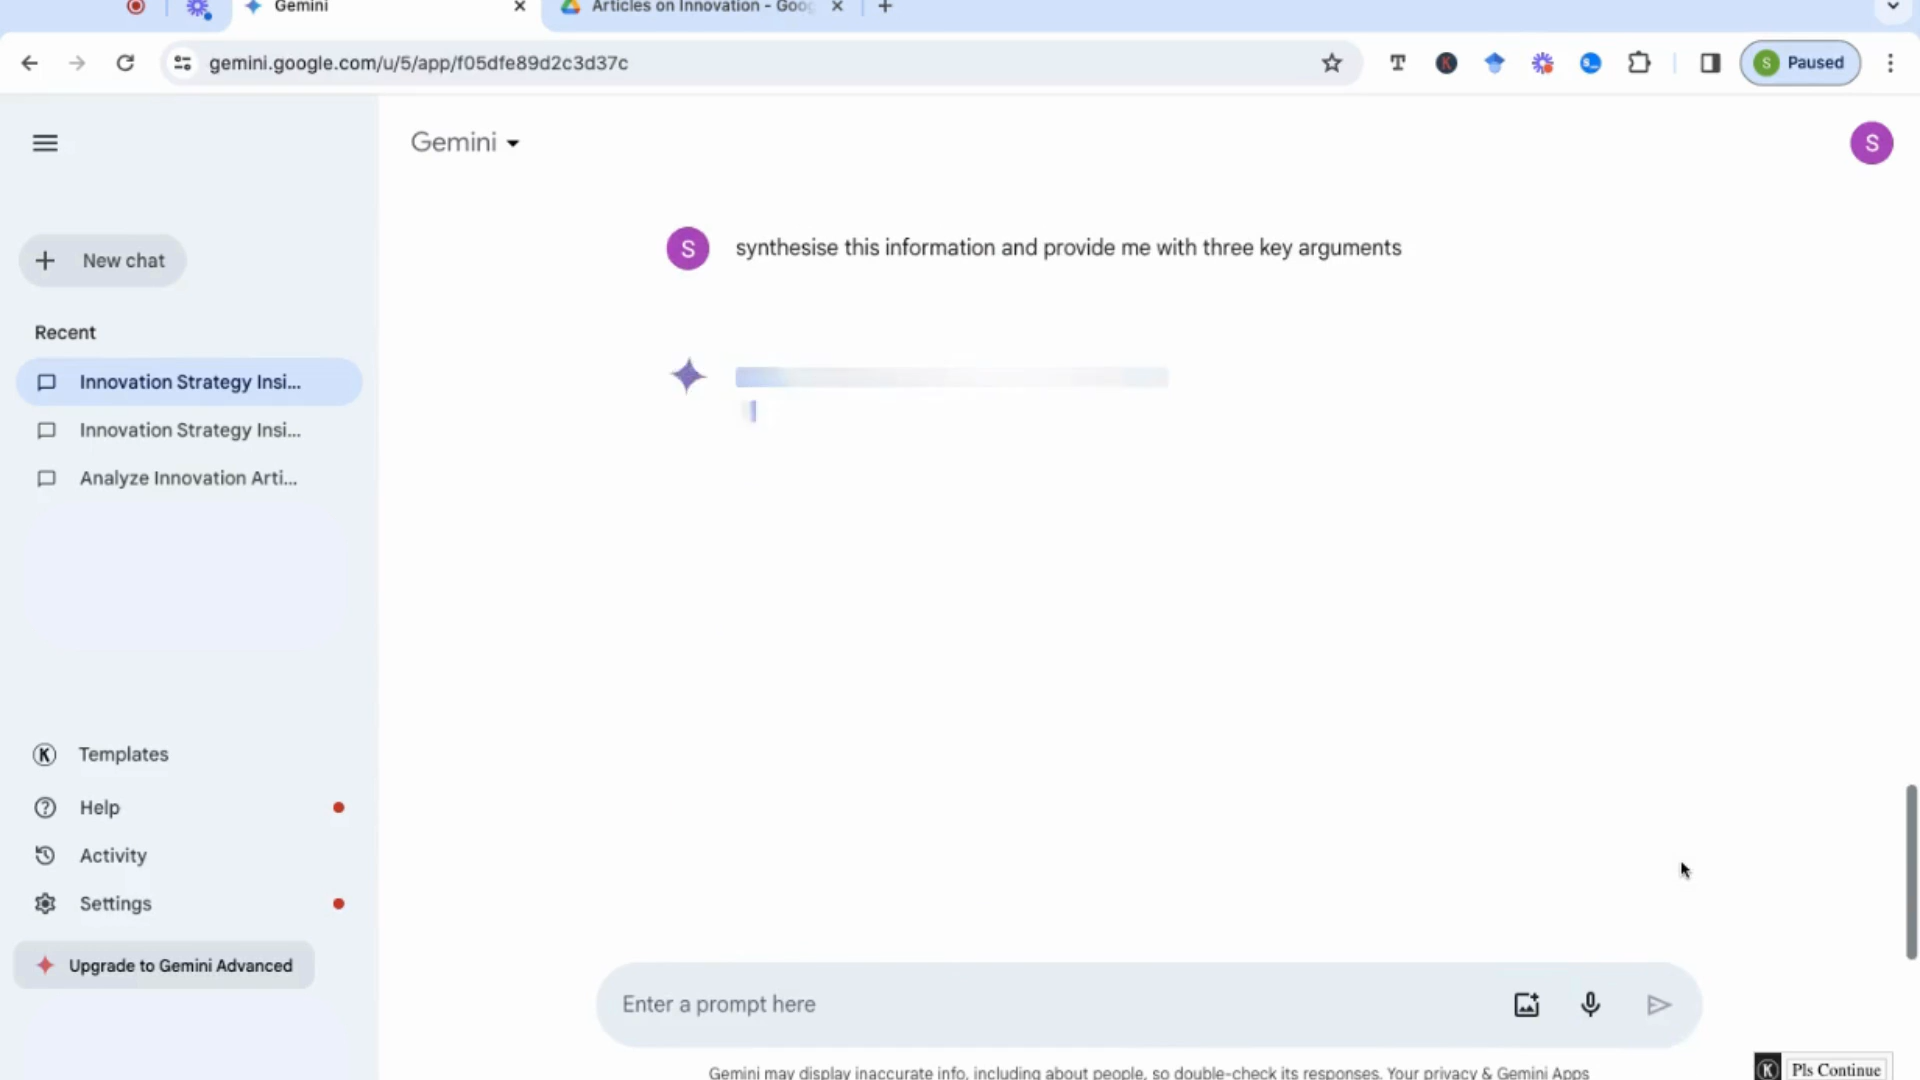 Gemini
Articles on Innovation - Goog
gemini.google.com/u/5/app/f05dfe89d2c3d37c
T
K
S
Paused
Gemini
S
New chat
S
synthesise this information and provide me with three key arguments
Recent
Innovation Strategy Insi...
Innovation Strategy Insi...
Analyze Innovation Arti...
K
Templates
Help
Activity
Settings
Upgrade to Gemini Advanced
Enter a prompt here
Gemini may display inaccurate info, including about people, so double-check its responses. Your privacy & Gemini Apps
K
Pls Continue